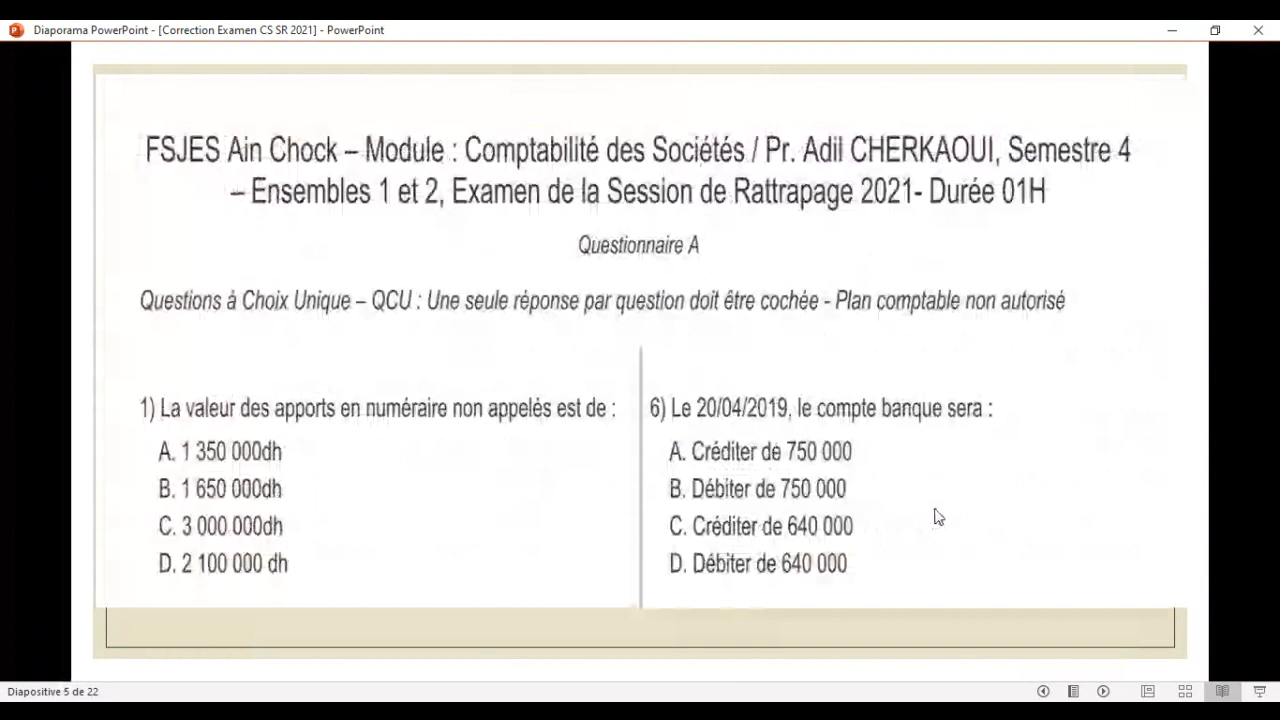 Diaporama PowerPoint - [Correction Examen CS SR 2021] - PowerPoint
FSJES Ain Chock – Module : Comptabilité des Sociétés / Pr. Adil CHERKAOUI, Semestre 4
– Ensembles 1 et 2, Examen de la Session de Rattrapage 2021- Durée 01H
Questionnaire A
Questions à Choix Unique – QCU : Une seule réponse par question doit être cochée - Plan comptable non autorisé
1) La valeur des apports en numéraire non appelés est de :
A. 1 350 000dh
B. 1 650 000dh
C. 3 000 000dh
D. 2 100 000 dh
6) Le 20/04/2019, le compte banque sera :
A. Créditer de 750 000
B. Débiter de 750 000
C. Créditer de 640 000
D. Débiter de 640 000
Diapositive 5 de 22